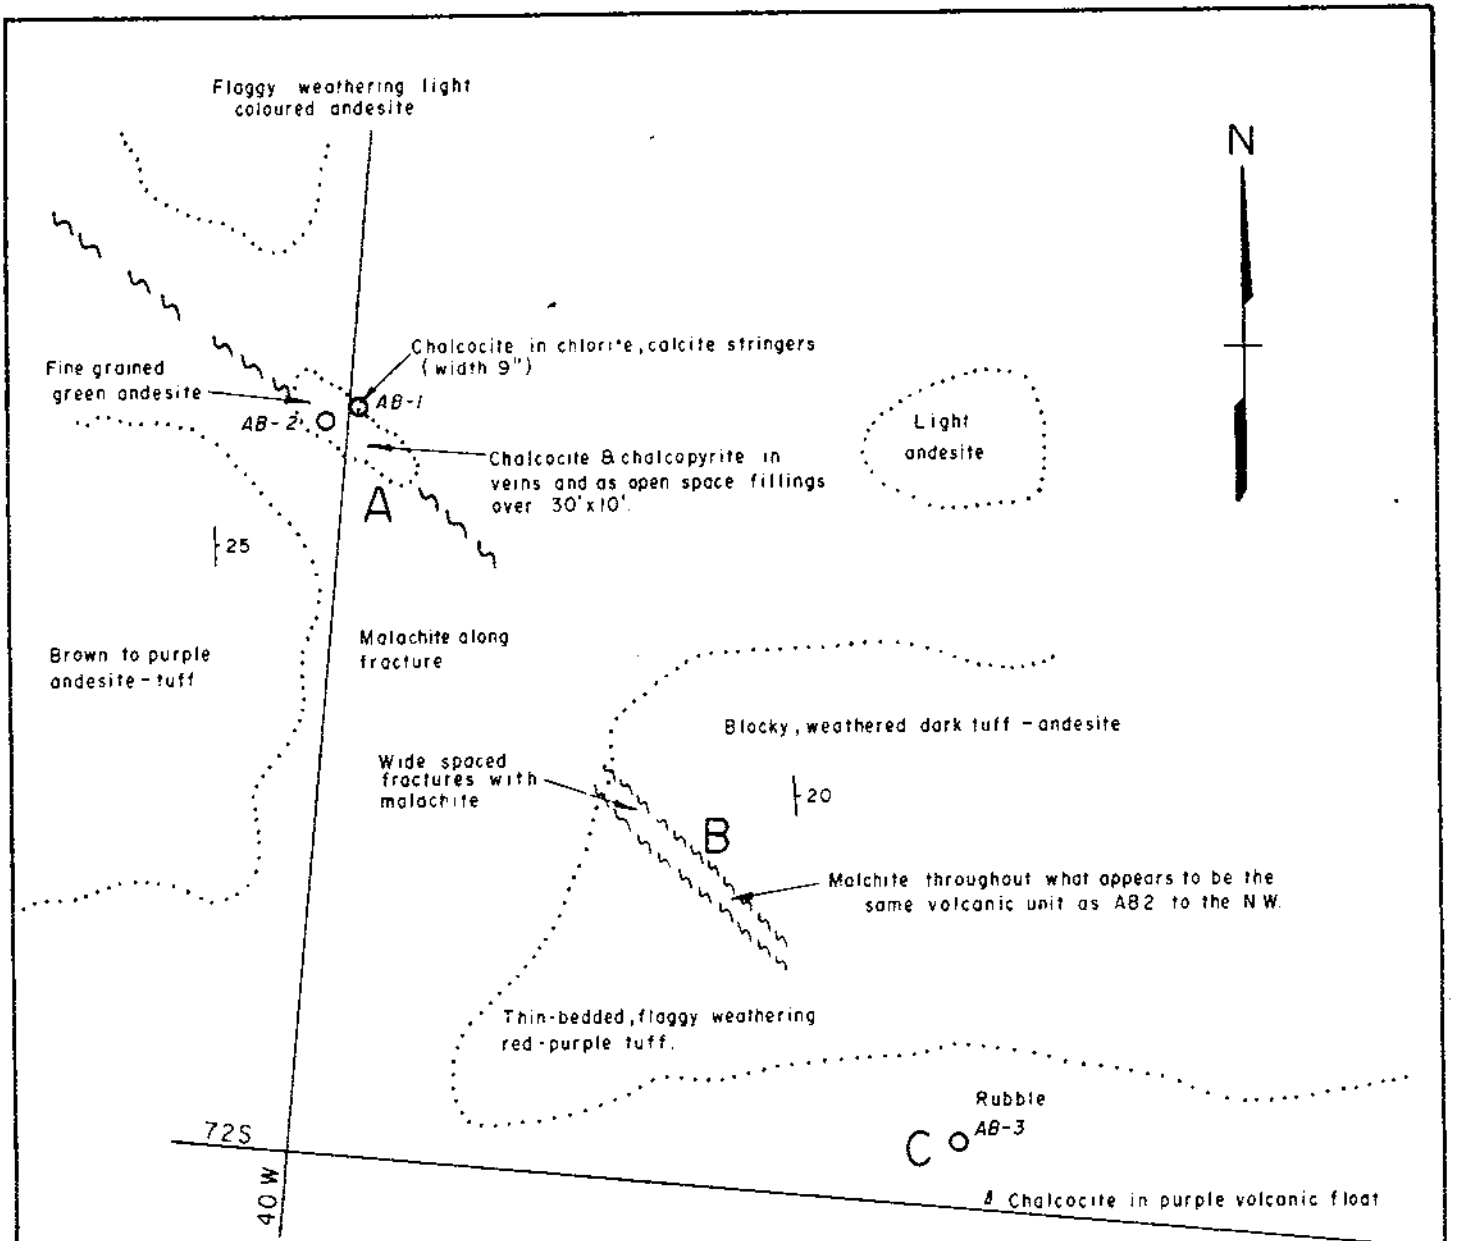 Flaggy weathering light
coloured andesite
N
Chalcocite in chlorite, calcite stringers
(width 9")
Fine grained
green andesite
AB-1
AB-2
Light
andesite
Chalcocite & chalcopyrite in
veins and as open space fillings
over 30'x10'.
A
25
Malachite along
fracture
Brown to purple
andesite-tuff
Blocky, weathered dark tuff-andesite
Wide spaced
fractures with
malachite
20
B
Malchite throughout what appears to be the
same volcanic unit as AB2 to the NW.
Thin-bedded, flaggy weathering
red-purple tuff.
Rubble
AB-3
C
72S
40 W
Chalcocite in purple volcanic float